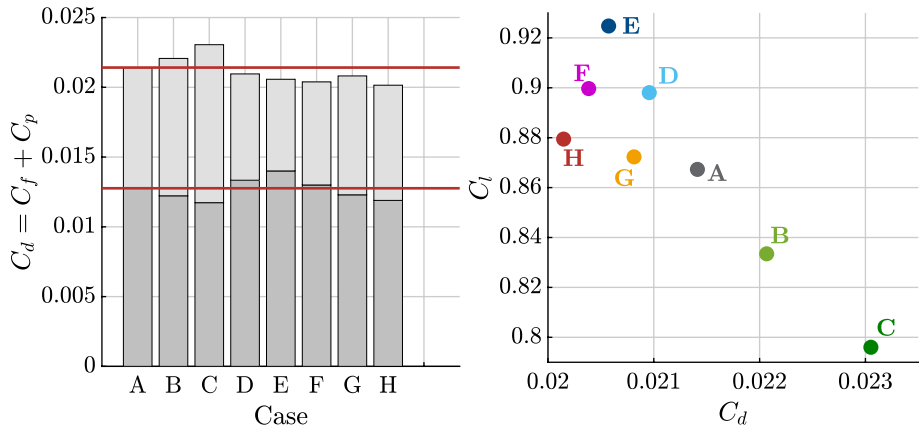 0.025
0.02
0.015
0.01
0.005
0
C_d = C_f + C_p
A B C D E F G H
Case
0.92
0.9
0.88
0.86
0.84
0.82
0.8
C_l
E
F
D
H
G
A
B
C
0.02 0.021 0.022 0.023
C_d